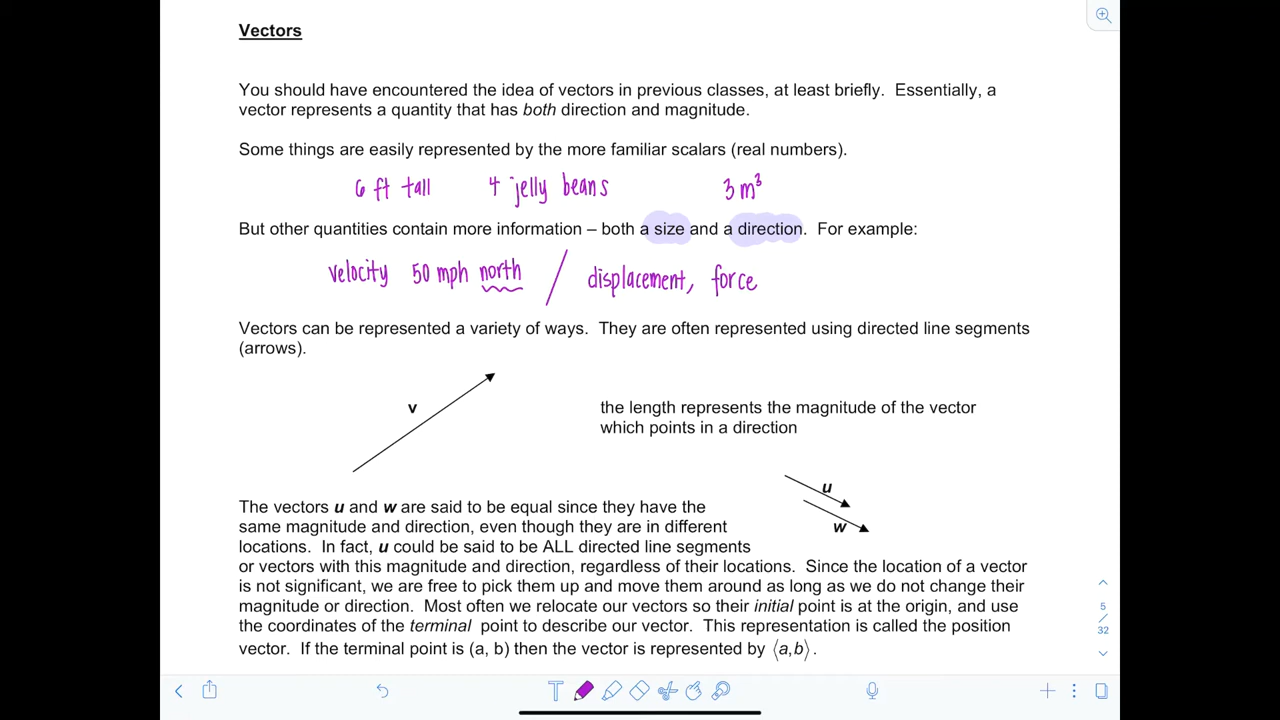 Vectors
You should have encountered the idea of vectors in previous classes, at least briefly.  Essentially, a
vector represents a quantity that has both direction and magnitude.
Some things are easily represented by the more familiar scalars (real numbers).
6 ft tall 4 jelly beans 3 m³
But other quantities contain more information – both a size and a direction.  For example:
velocity 50 mph north / displacement, force
Vectors can be represented a variety of ways.  They are often represented using directed line segments
(arrows).
v
the length represents the magnitude of the vector
which points in a direction
u
w
The vectors u and w are said to be equal since they have the
same magnitude and direction, even though they are in different
locations.  In fact, u could be said to be ALL directed line segments
or vectors with this magnitude and direction, regardless of their locations.  Since the location of a vector
is not significant, we are free to pick them up and move them around as long as we do not change their
magnitude or direction.  Most often we relocate our vectors so their initial point is at the origin, and use
the coordinates of the terminal point to describe our vector.  This representation is called the position
vector.  If the terminal point is (a, b) then the vector is represented by ⟨a,b⟩.
5
/
32
T